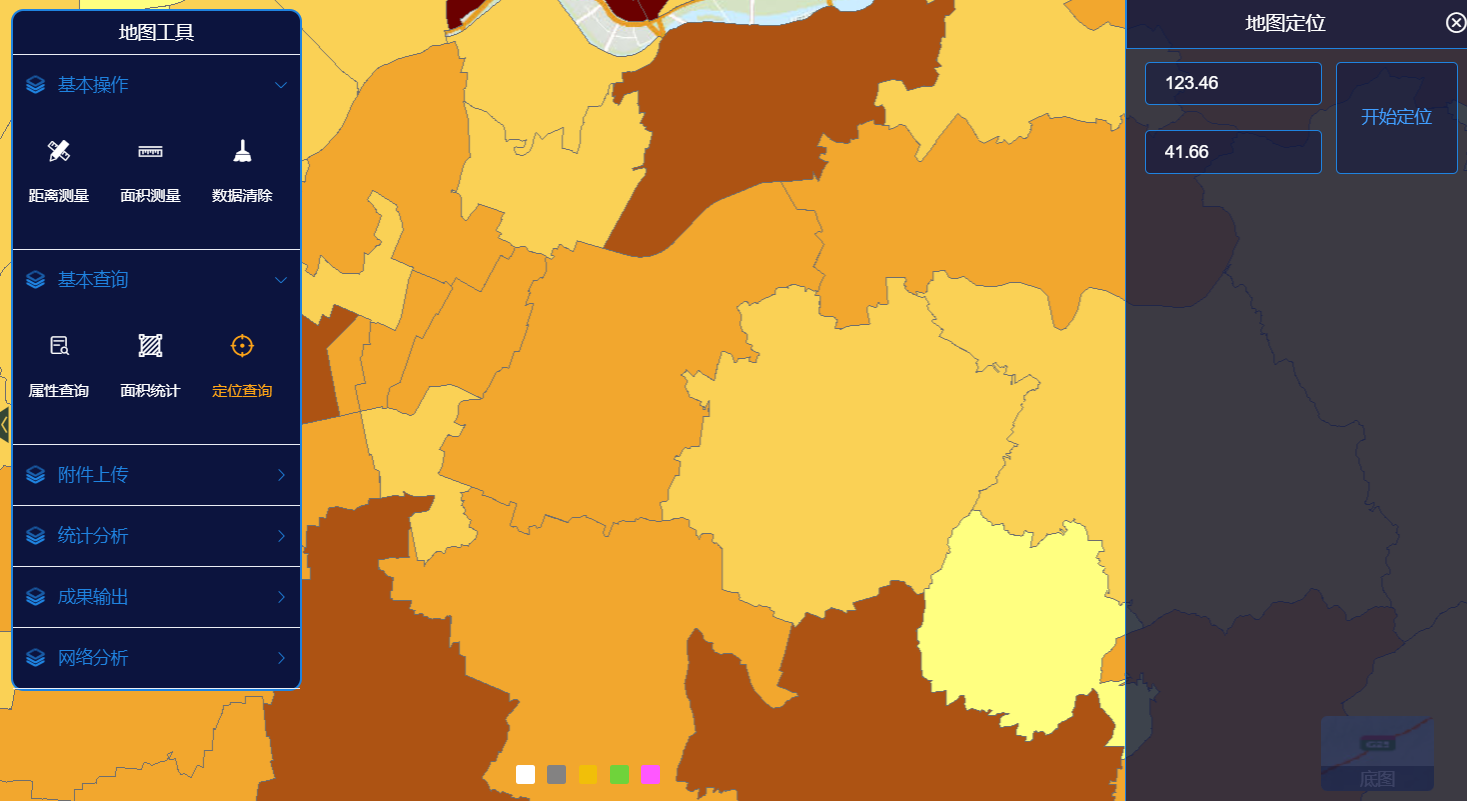 地图工具
基本操作
距离测量 面积测量 数据清除
基本查询
属性查询 面积统计 定位查询
附件上传
统计分析
成果输出
网络分析
地图定位
123.46
41.66
开始定位
底图